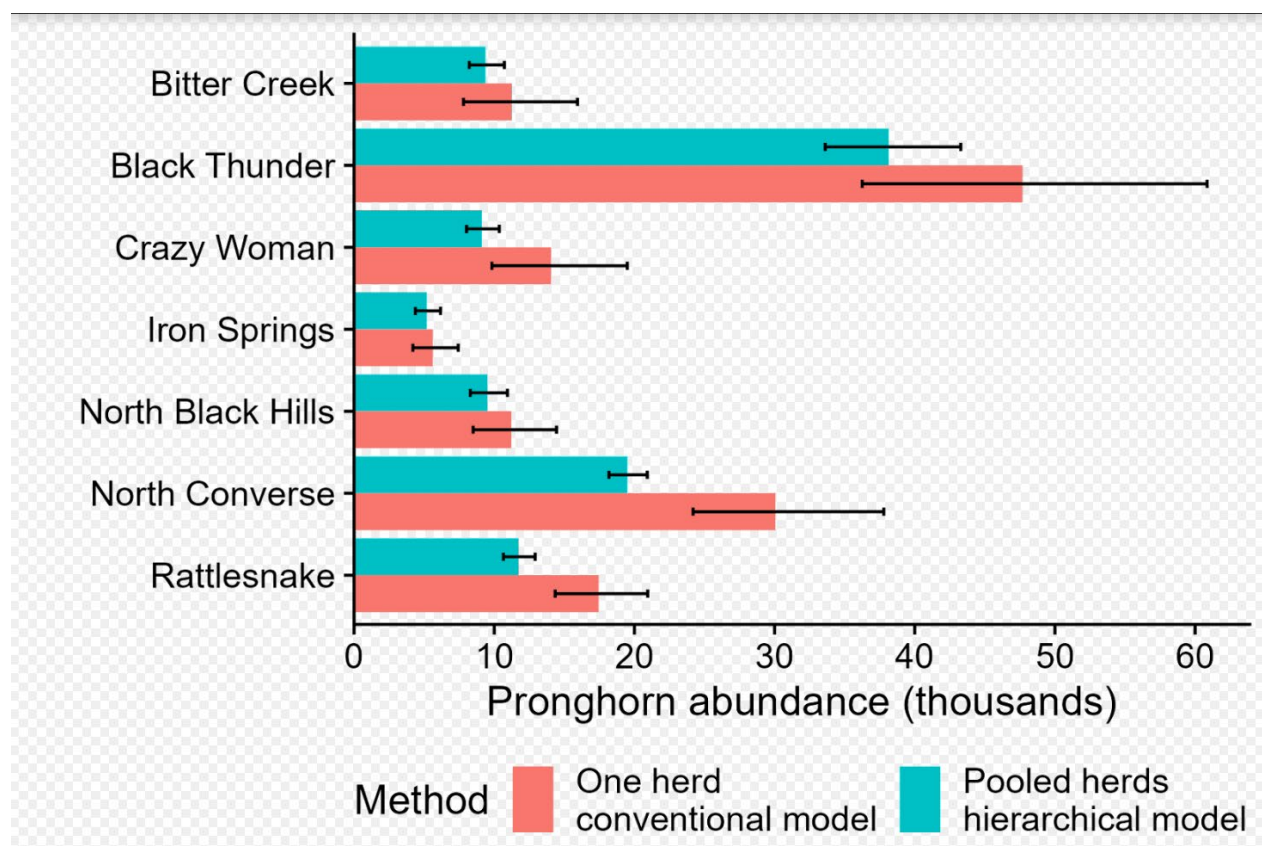 Bitter Creek
Black Thunder
Crazy Woman
Iron Springs
North Black Hills
North Converse
Rattlesnake
0 10 20 30 40 50 60
Pronghorn abundance (thousands)
Method
One herd
conventional model
Pooled herds
hierarchical model